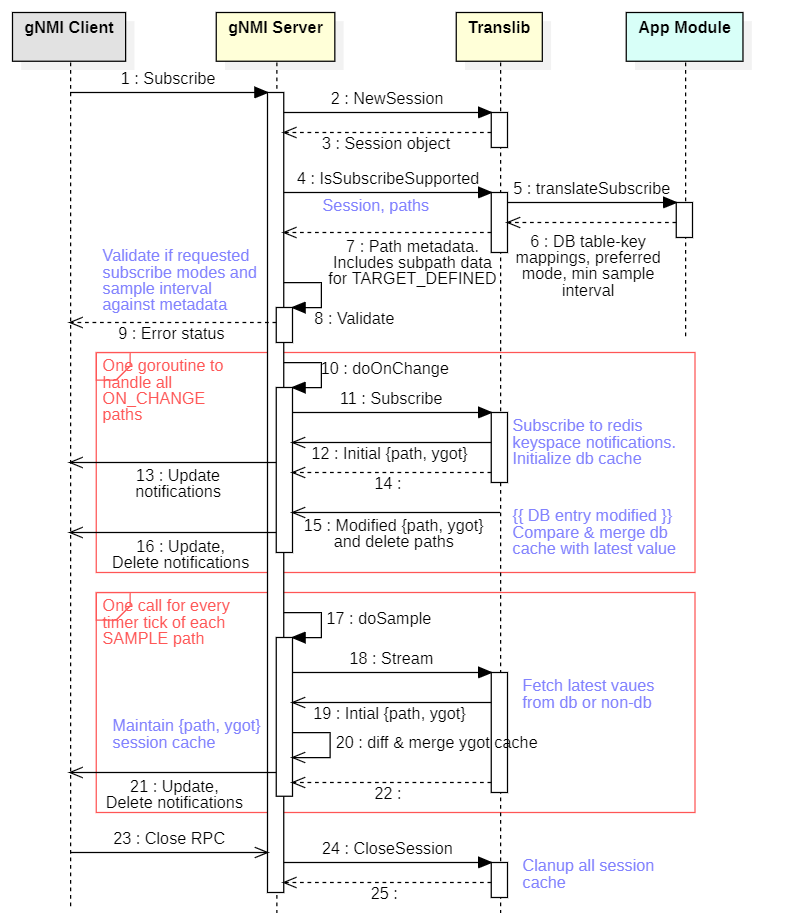 gNMI Client
gNMI Server
Translib
App Module
1 : Subscribe
2 : NewSession
3 : Session object
4 : IsSubscribeSupported
5 : translateSubscribe
Session, paths
7 : Path metadata.
Includes subpath data
for TARGET_DEFINED
6 : DB table-key
mappings, preferred
mode, min sample
interval
Validate if requested
subscribe modes and
sample interval
against metadata
8 : Validate
9 : Error status
One goroutine to
handle all
ON_CHANGE
paths
10 : doOnChange
11 : Subscribe
Subscribe to redis
keyspace notifications.
Initialize db cache
12 : Initial {path, ygot}
13 : Update
notifications
14 :
15 : Modified {path, ygot}
and delete paths
{{ DB entry modified }}
Compare & merge db
cache with latest value
16 : Update,
Delete notifications
One call for every
timer tick of each
SAMPLE path
17 : doSample
18 : Stream
Fetch latest vaues
from db or non-db
19 : Intial {path, ygot}
Maintain {path, ygot}
session cache
20 : diff & merge ygot cache
21 : Update,
Delete notifications
22 :
23 : Close RPC
24 : CloseSession
Clanup all session
cache
25 :